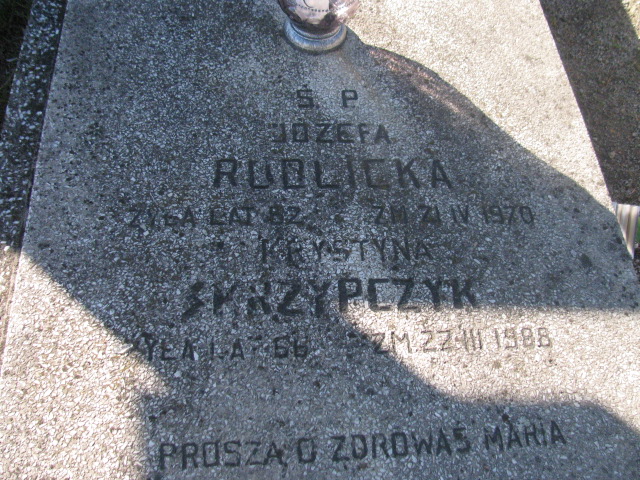 Ś. P.
JÓZEFA
RUDLICKA
ŻYŁA LAT 82 ZM. 21 IV 1970
KRYSTYNA
SKRZYPCZYK
ŻYŁA LAT 66 ZM. 22 III 1988
PROSZĄ O ZDROWAŚ MARIA